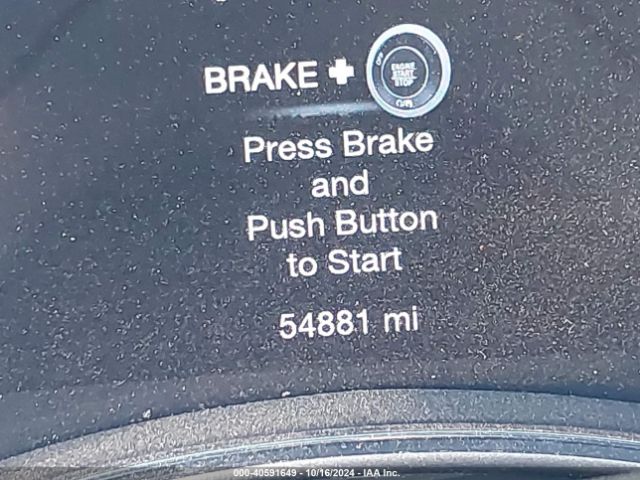 BRAKE +
ENGINE
START
STOP
Press Brake
and
Push Button
to Start
54881 mi
000-40591649 - 10/16/2024 - IAA Inc.